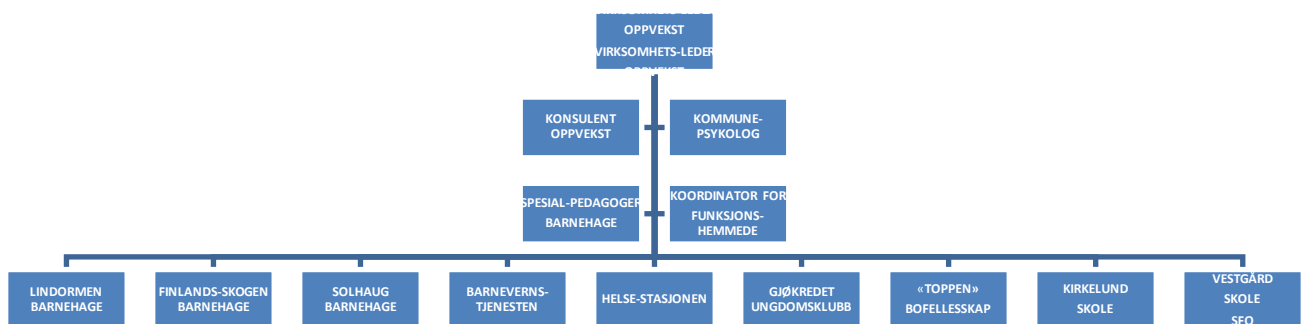 OPPVEKST
VIRKSOMHETS-LEDER
OPPVEKST
KONSULENT
OPPVEKST
KOMMUNE-
PSYKOLOG
SPESIAL-PEDAGOGER
BARNEHAGE
KOORDINATOR FOR
FUNKSJONS-
HEMMEDE
LINDORMEN
BARNEHAGE
FINLANDS-SKOGEN
BARNEHAGE
SOLHAUG
BARNEHAGE
BARNEVERNS-
TJENESTEN
HELSE-STASJONEN
GJØKREDET
UNGDOMSKLUBB
«TOPPEN»
BOFELLESSKAP
KIRKELUND
SKOLE
VESTGÅRD
SKOLE
SFO